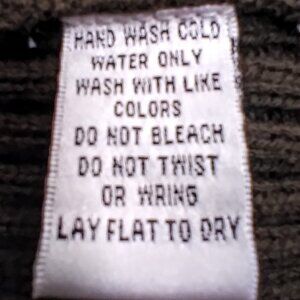 HAND WASH COLD
WATER ONLY
WASH WITH LIKE
COLORS
DO NOT BLEACH
DO NOT TWIST
OR WRING
LAY FLAT TO DRY